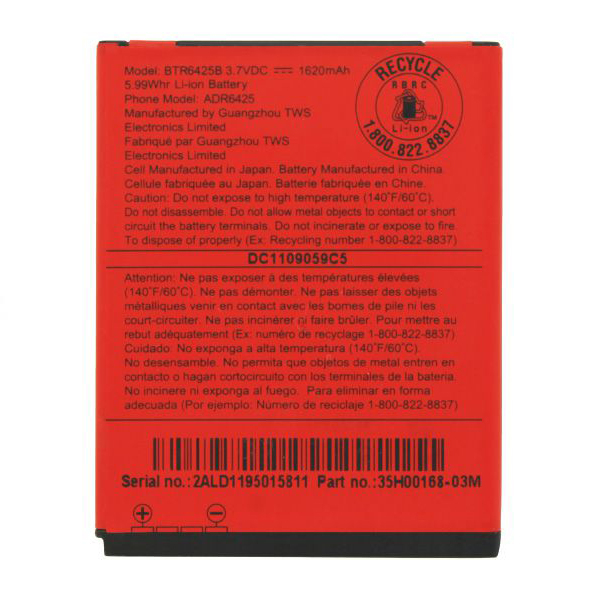 Model: BTR6425B 3.7VDC 1620mAh
5.99Whr Li-ion Battery
Phone Model: ADR6425
Manufactured by Guangzhou TWS
Electronics Limited
Fabriqué par Guangzhou TWS
Electronics Limited
RECYCLE
RBRC
Li-ion
1.800.822.8837
Cell Manufactured in Japan. Battery Manufactured in China.
Cellule fabriquée au Japan. Batterie fabriquée en Chine.
Caution: Do not expose to high temperature (140°F/60°C).
Do not disassemble. Do not allow metal objects to contact or short
circuit the battery terminals. Do not incinerate or expose to fire.
To dispose of properly (Ex: Recycling number 1-800-822-8837)
DC1109059C5
Attention: Ne pas exposer à des températures élevées
(140°F/60°C). Ne pas démonter. Ne pas laisser des objets
métalliques venir en contact avec les bornes de pile ni les
court-circuiter. Ne pas incinérer ni faire brûler. Pour mettre au
rebut adéquatement (Ex: numéro de recyclage 1-800-822-8837)
Cuidado: No exponga a alta temperatura (140°F/60°C).
No desensamble. No permita que objetos de metal entren en
contacto o hagan cortocircuito con los terminales de la bateria.
No incinere ni exponga al fuego. Para eliminarse en forma
adecuada (Por ejemplo: Número de reciclaje 1-800-822-8837)
Serial no.:2ALD1195015811 Part no.:35H00168-03M